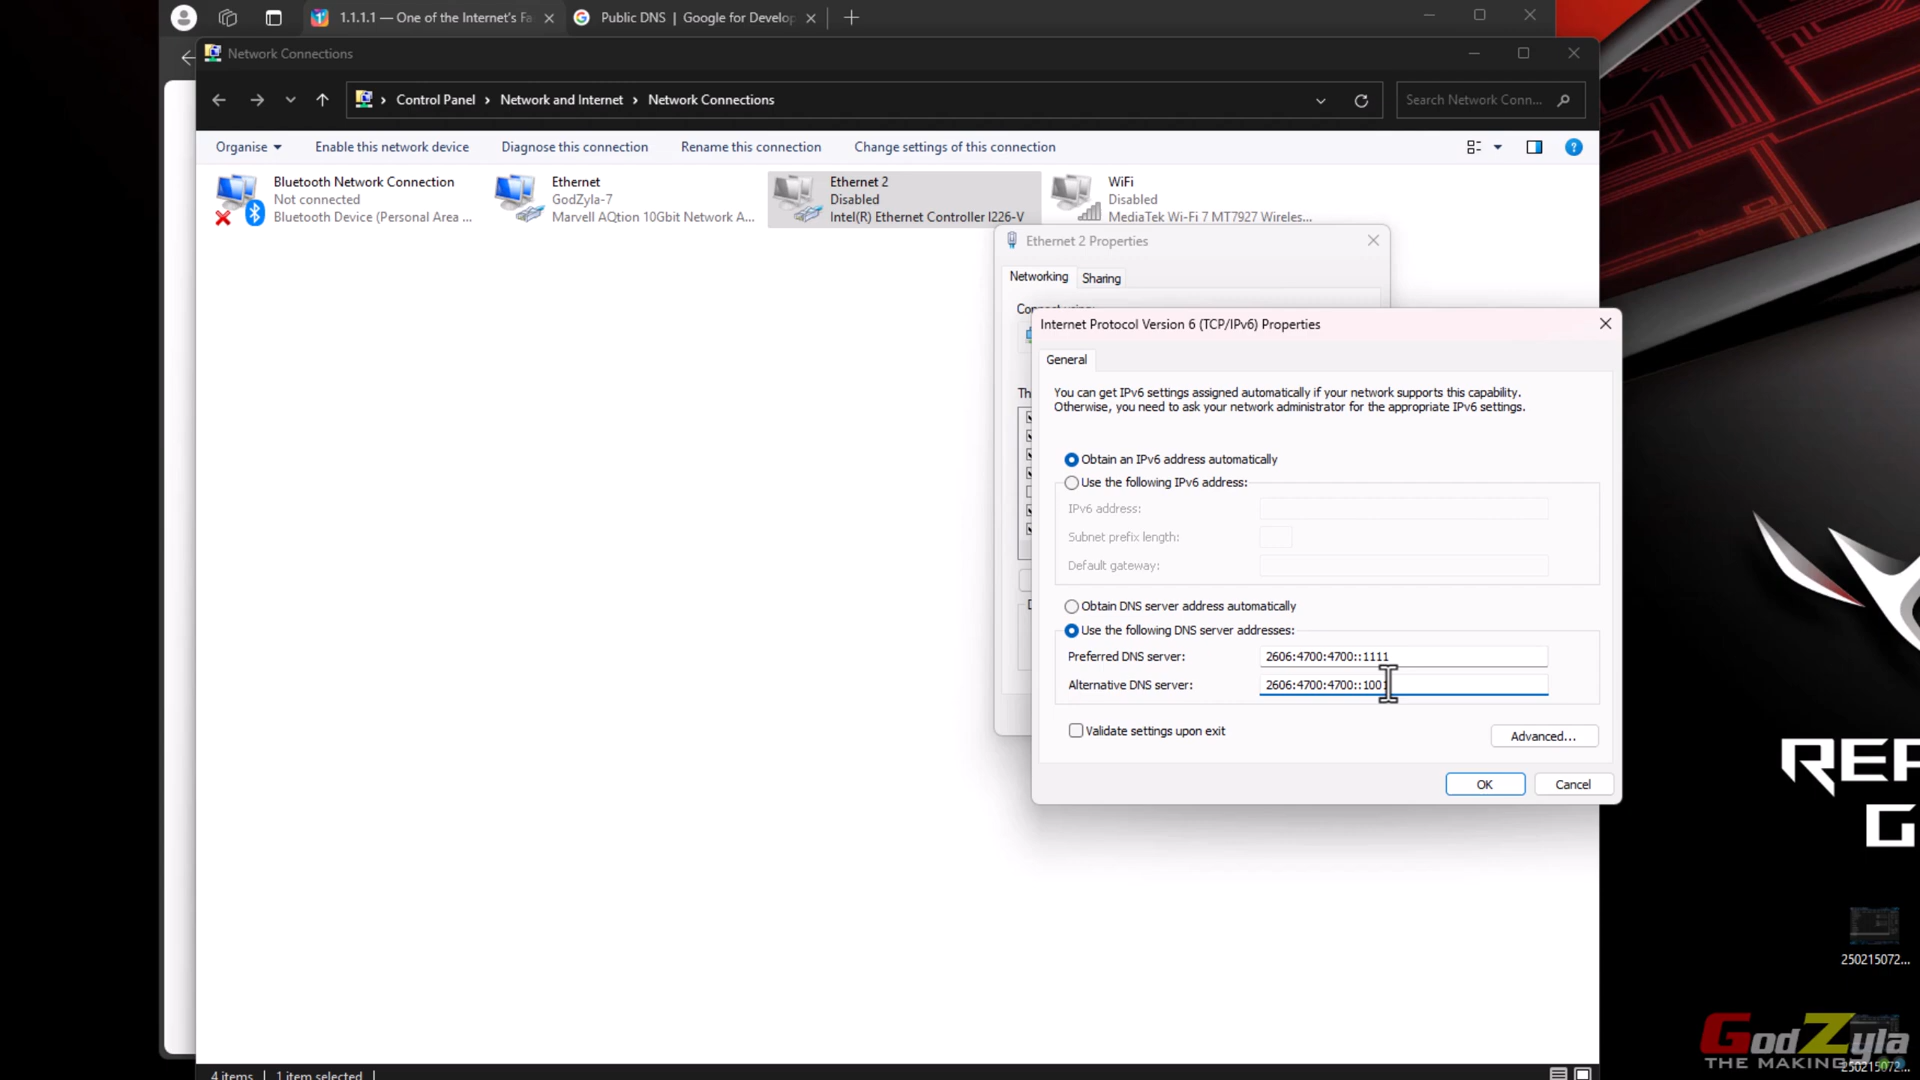 1.1.1.1 — One of the Internet's Fa
Public DNS | Google for Develop
Network Connections
Control Panel > Network and Internet > Network Connections
Search Network Conn...
Organise
Enable this network device
Diagnose this connection
Rename this connection
Change settings of this connection
Bluetooth Network Connection
Not connected
Bluetooth Device (Personal Area ...
Ethernet
GodZyla-7
Marvell AQtion 10Gbit Network A...
Ethernet 2
Disabled
Intel(R) Ethernet Controller I226-V
WiFi
Disabled
MediaTek Wi-Fi 7 MT7927 Wireles...
Ethernet 2 Properties
Networking
Sharing
Internet Protocol Version 6 (TCP/IPv6) Properties
General
You can get IPv6 settings assigned automatically if your network supports this capability.
Otherwise, you need to ask your network administrator for the appropriate IPv6 settings.
Obtain an IPv6 address automatically
Use the following IPv6 address:
IPv6 address:
Subnet prefix length:
Default gateway:
Obtain DNS server address automatically
Use the following DNS server addresses:
Preferred DNS server:
2606:4700:4700::1111
Alternative DNS server:
2606:4700:4700::1001
Validate settings upon exit
Advanced...
OK
Cancel
REP
G
250215072...
GodZyla
THE MAKING
250215072...
4 items
1 item selected